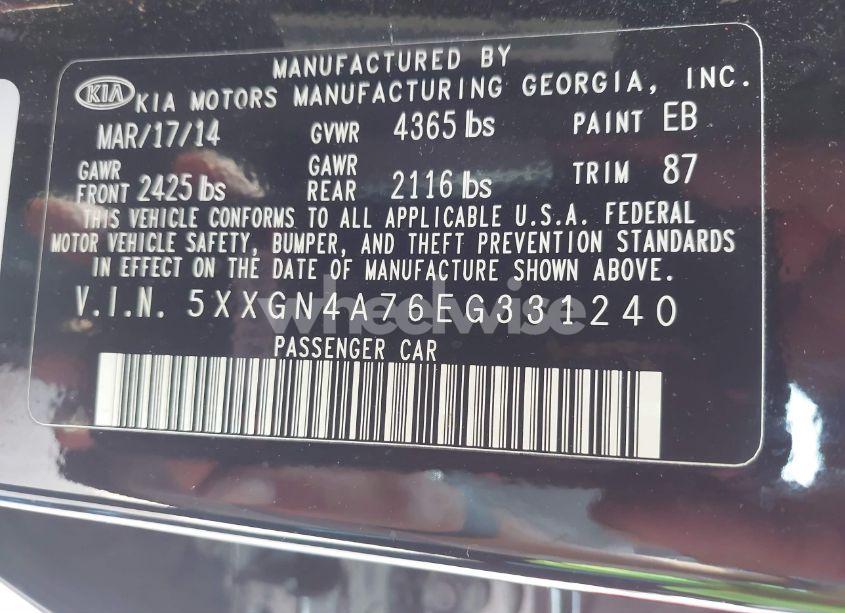 MANUFACTURED BY
KIA KIA MOTORS MANUFACTURING GEORGIA, INC.
MAR/17/14 GVWR 4365 lbs PAINT EB
GAWR FRONT 2425 lbs GAWR REAR 2116 lbs TRIM 87
THIS VEHICLE CONFORMS TO ALL APPLICABLE U.S.A. FEDERAL
MOTOR VEHICLE SAFETY, BUMPER, AND THEFT PREVENTION STANDARDS
IN EFFECT ON THE DATE OF MANUFACTURE SHOWN ABOVE.
V.I.N. 5XXGN4A76EG331240
wheelwise
PASSENGER CAR